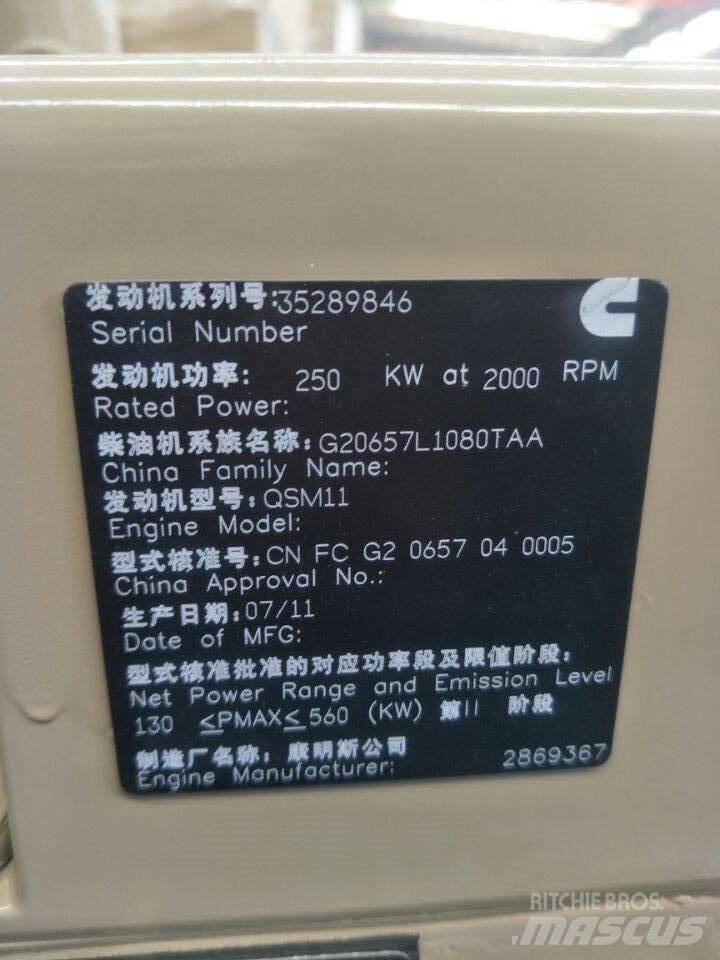 发动机系列号:35289846
Serial Number
发动机功率: 250 KW at 2000 RPM
Rated Power:
柴油机系族名称:G20657L1080TAA
China Family Name:
发动机型号:QSM11
Engine Model:
型式核准号:CN FC G2 0657 04 0005
China Approval No.:
生产日期:07/11
Date of MFG:
型式核准批准的对应功率段及限值阶段:
Net Power Range and Emission Level
130 ≤PMAX≤560 (KW) 第II 阶段
制造厂名称: 康明斯公司
Engine Manufacturer: 2869367
RITCHIE BROS.
MASCUS